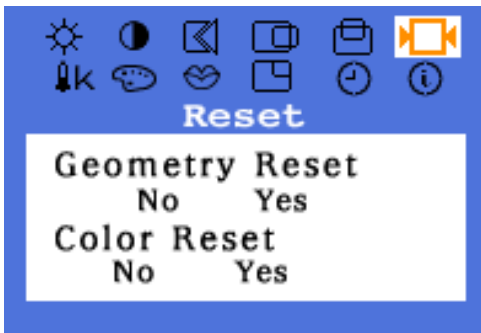 K
Reset
Geometry Reset
No Yes
Color Reset
No Yes